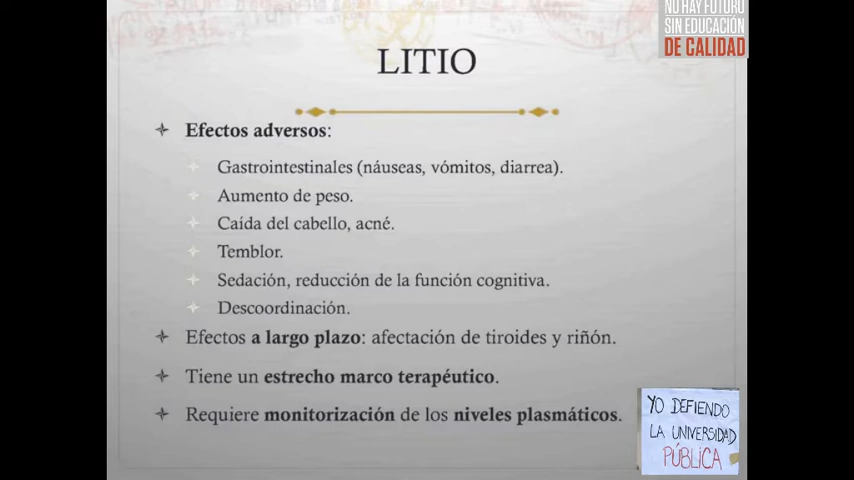 NO HAY FUTURO
SIN EDUCACIÓN
DE CALIDAD
LITIO
Efectos adversos:
Gastrointestinales (náuseas, vómitos, diarrea).
Aumento de peso.
Caída del cabello, acné.
Temblor.
Sedación, reducción de la función cognitiva.
Descoordinación.
Efectos a largo plazo: afectación de tiroides y riñón.
Tiene un estrecho marco terapéutico.
Requiere monitorización de los niveles plasmáticos.
YO DEFIENDO
LA UNIVERSIDAD
PÚBLICA